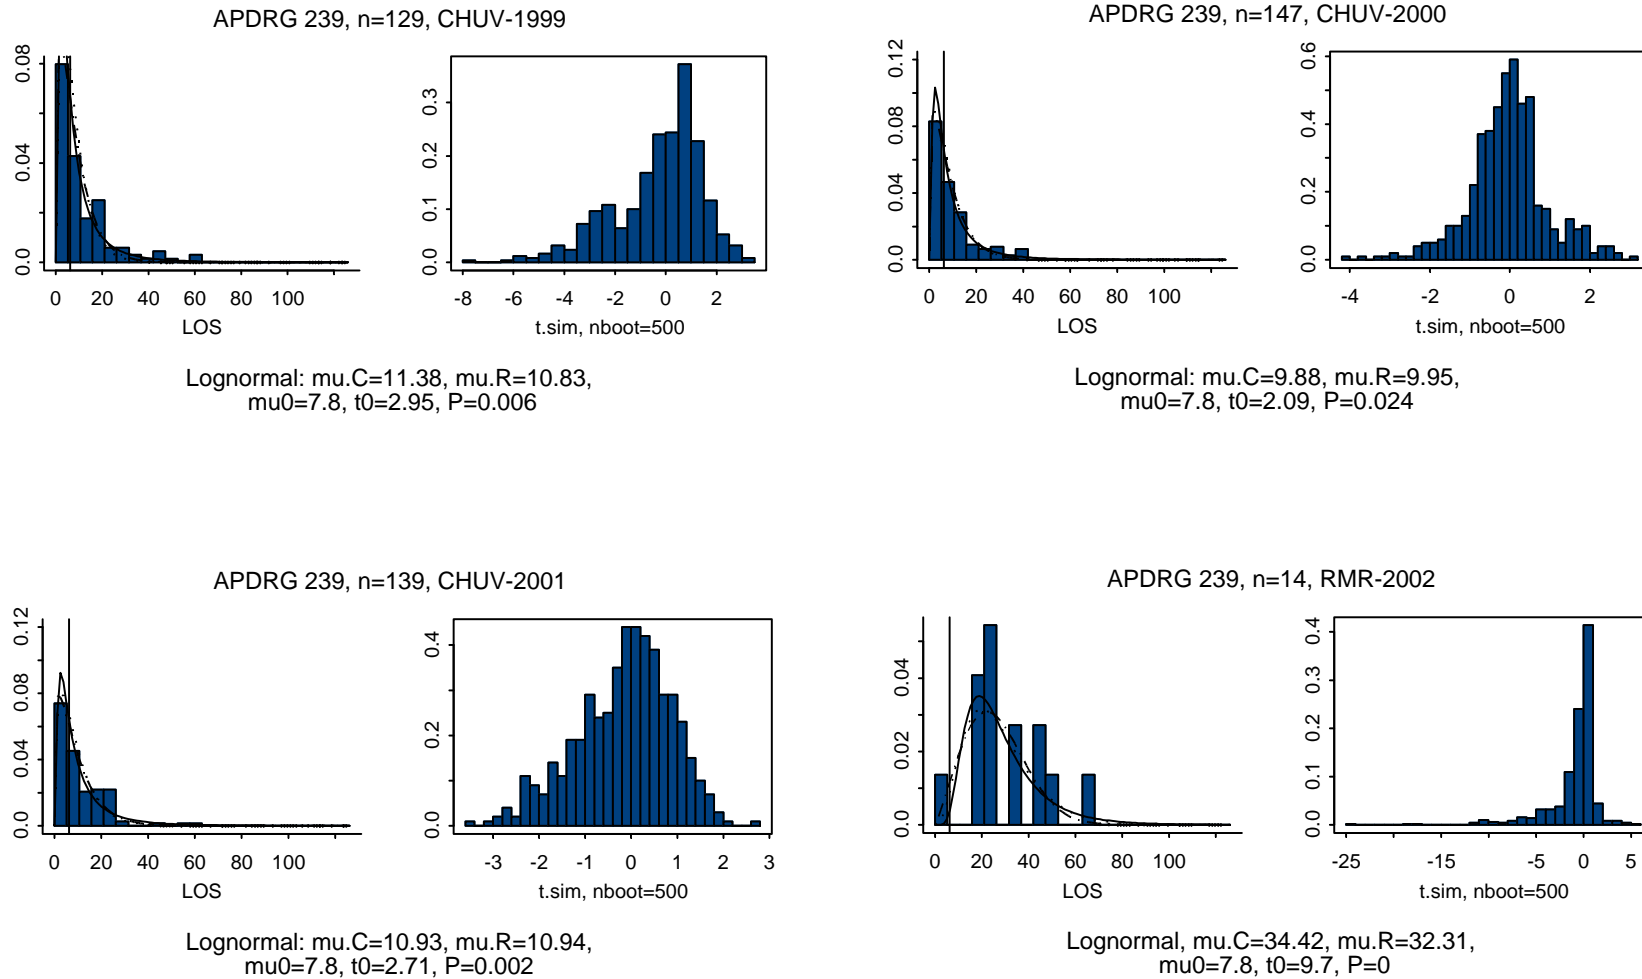 APDRG 239, n=129, CHUV-1999
0.0 0.04 0.08
0 20 40 60 80 100
LOS
0.0 0.1 0.2 0.3
-8 -6 -4 -2 0 2
t.sim, nboot=500
Lognormal: mu.C=11.38, mu.R=10.83,
mu0=7.8, t0=2.95, P=0.006
APDRG 239, n=147, CHUV-2000
0.0 0.04 0.08 0.12
0 20 40 60 80 100
LOS
0.0 0.2 0.4 0.6
-4 -2 0 2
t.sim, nboot=500
Lognormal: mu.C=9.88, mu.R=9.95,
mu0=7.8, t0=2.09, P=0.024
APDRG 239, n=139, CHUV-2001
0.0 0.04 0.08 0.12
0 20 40 60 80 100
LOS
0.0 0.2 0.4
-3 -2 -1 0 1 2 3
t.sim, nboot=500
Lognormal: mu.C=10.93, mu.R=10.94,
mu0=7.8, t0=2.71, P=0.002
APDRG 239, n=14, RMR-2002
0.0 0.02 0.04
0 20 40 60 80 100
LOS
0.0 0.1 0.2 0.3 0.4
-25 -15 -5 0 5
t.sim, nboot=500
Lognormal, mu.C=34.42, mu.R=32.31,
mu0=7.8, t0=9.7, P=0